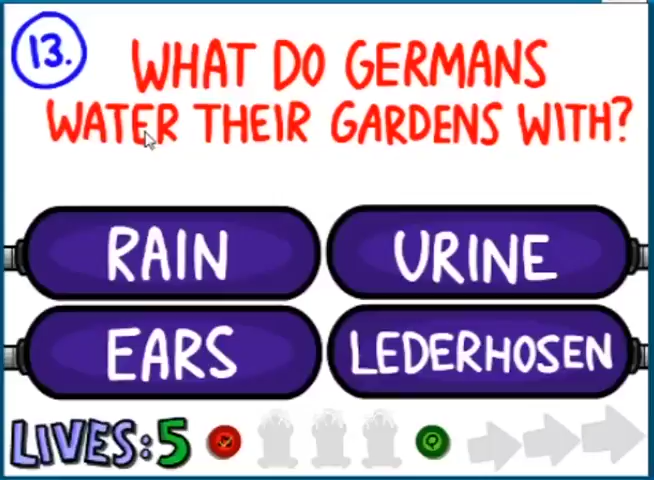 13.
WHAT DO GERMANS
WATER THEIR GARDENS WITH?
RAIN
URINE
EARS
LEDERHOSEN
LIVES:5